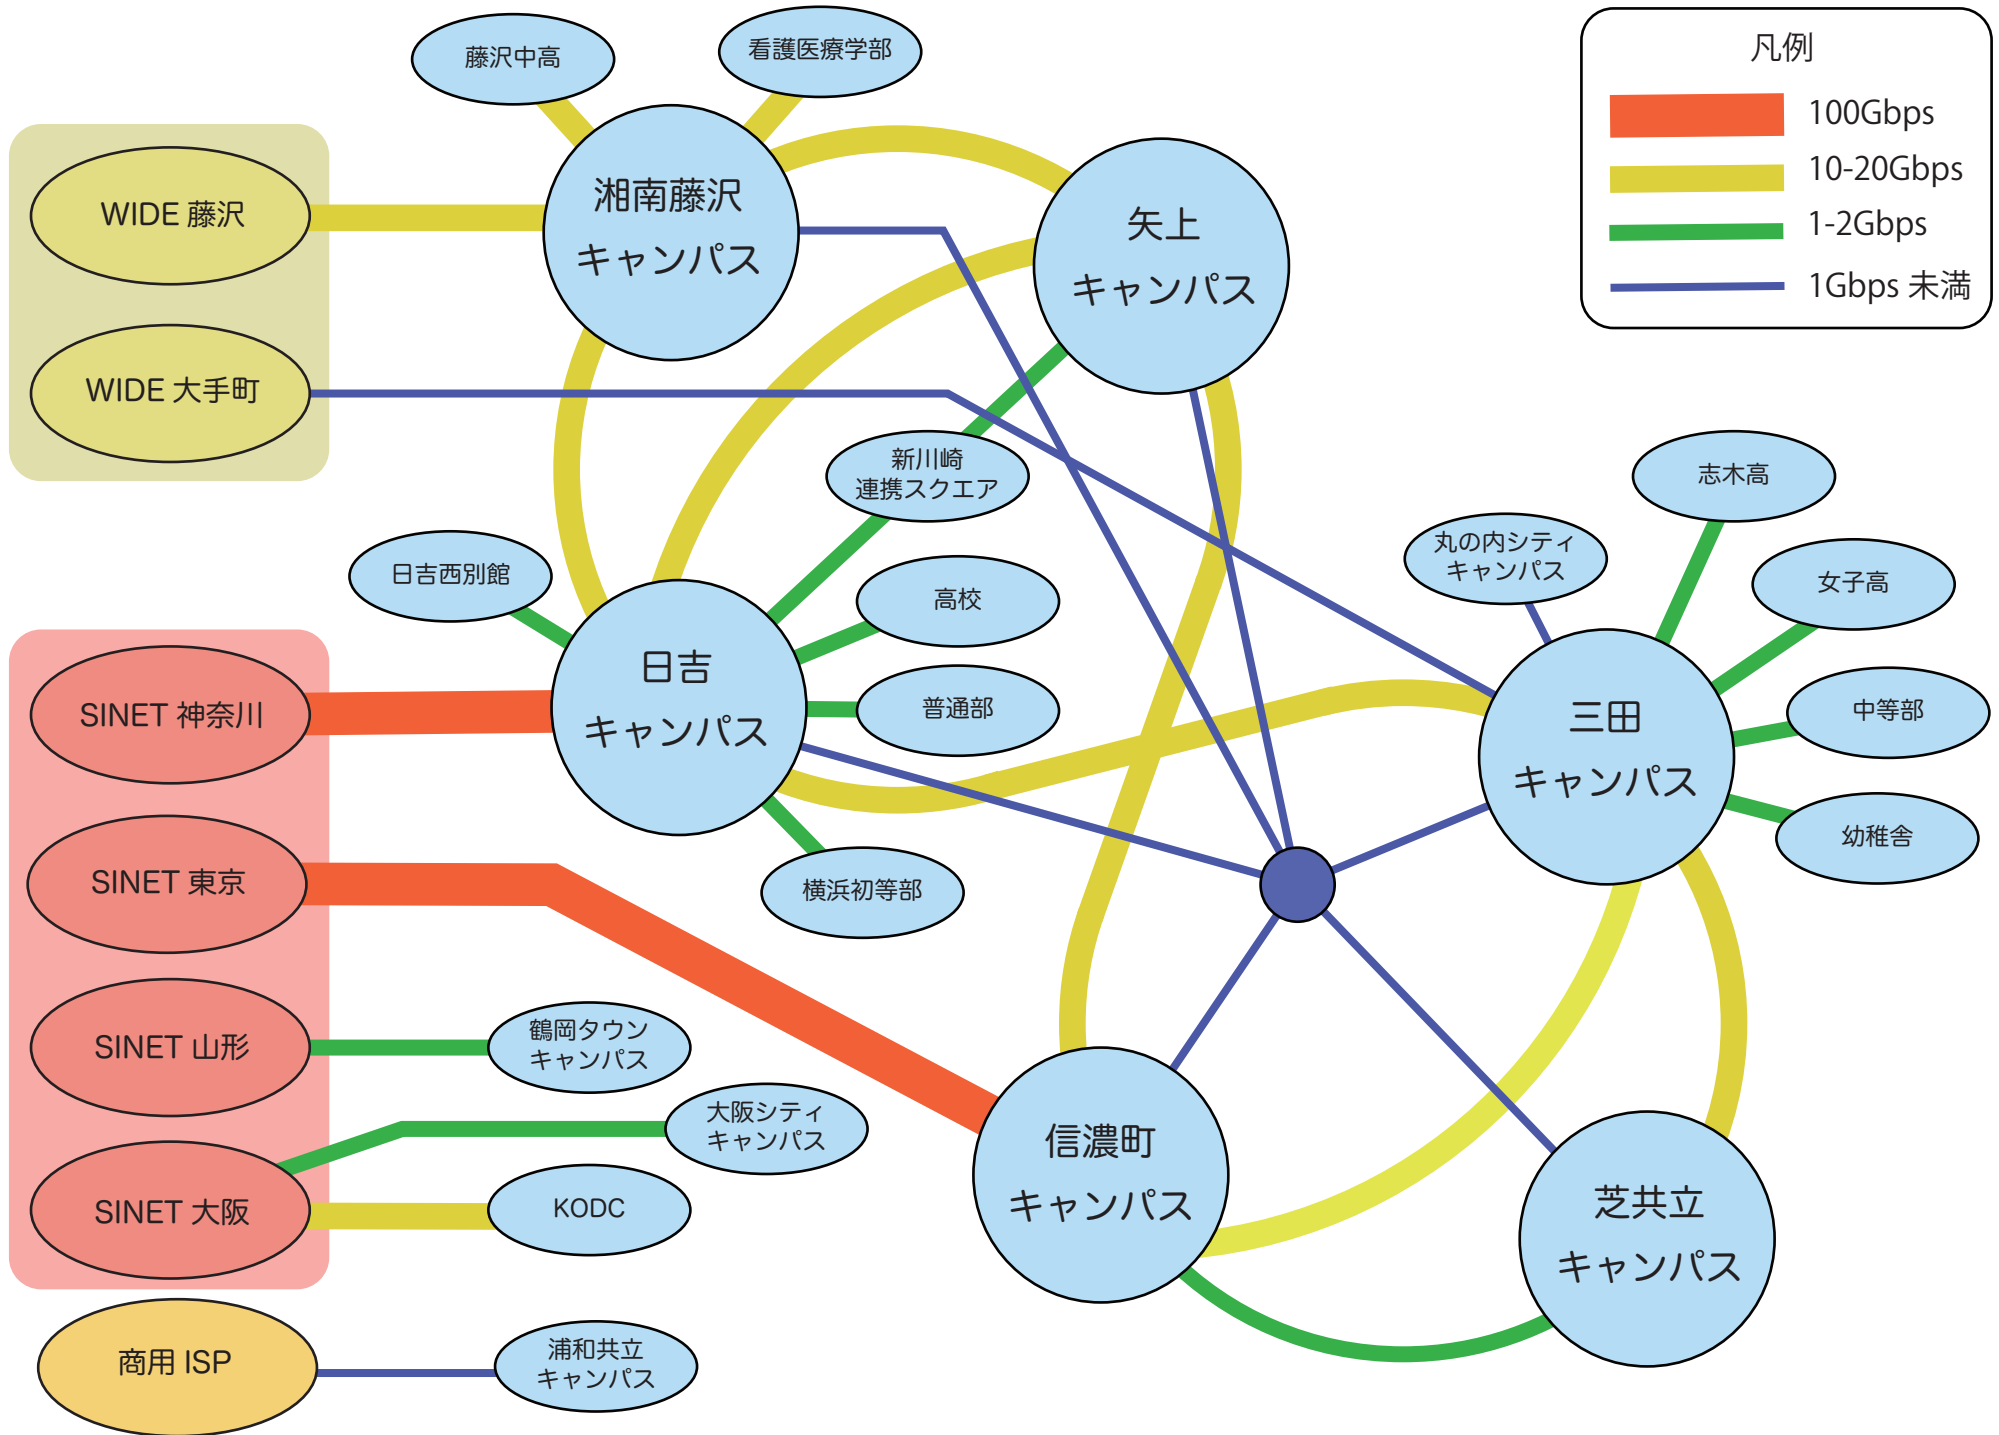 藤沢中高
看護医療学部
凡例
100Gbps
10-20Gbps
1-2Gbps
1Gbps 未満
WIDE 藤沢
湘南藤沢
キャンパス
矢上
キャンパス
WIDE 大手町
新川崎
連携スクエア
志木高
丸の内シティ
キャンパス
日吉西別館
高校
女子高
日吉
キャンパス
普通部
三田
キャンパス
中等部
SINET 神奈川
幼稚舎
SINET 東京
横浜初等部
SINET 山形
鶴岡タウン
キャンパス
大阪シティ
キャンパス
信濃町
キャンパス
SINET 大阪
KODC
芝共立
キャンパス
商用 ISP
浦和共立
キャンパス